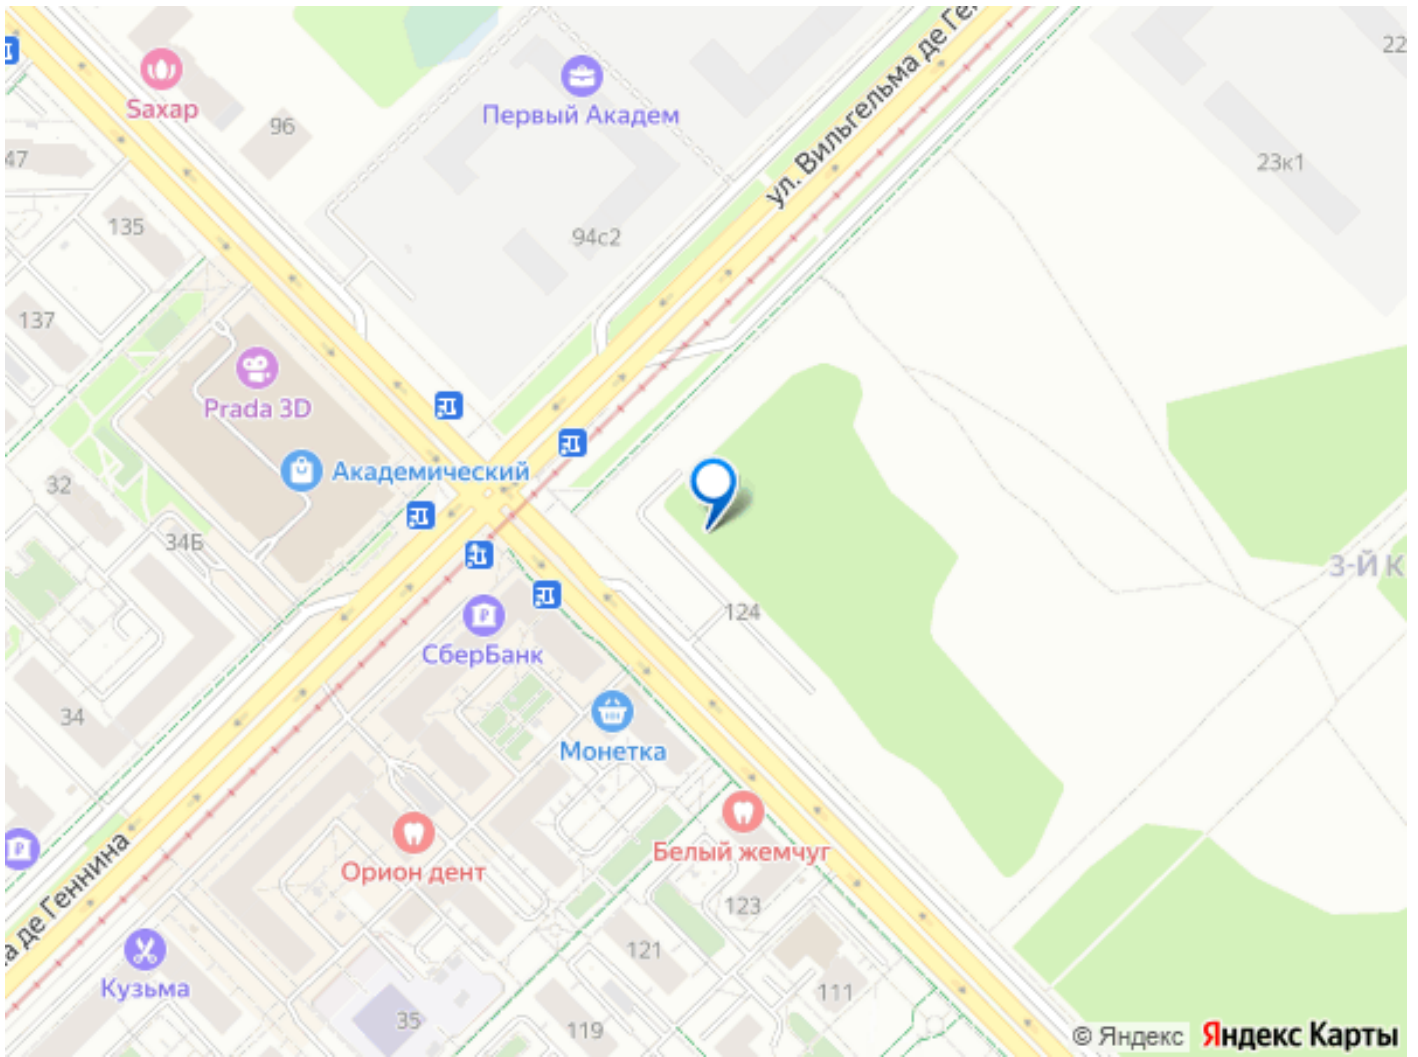 ул. Вильгельма де Ге
22
Sахар
96
Первый Академ
47
23к1
135
94с2
137
Prada 3D
Академический
32
34Б
3-Й К
124
СберБанк
34
Монетка
Орион дент
Белый жемчуг
а де Геннина
123
121
Кузьма
111
35
119
© Яндекс Яндекс Карты